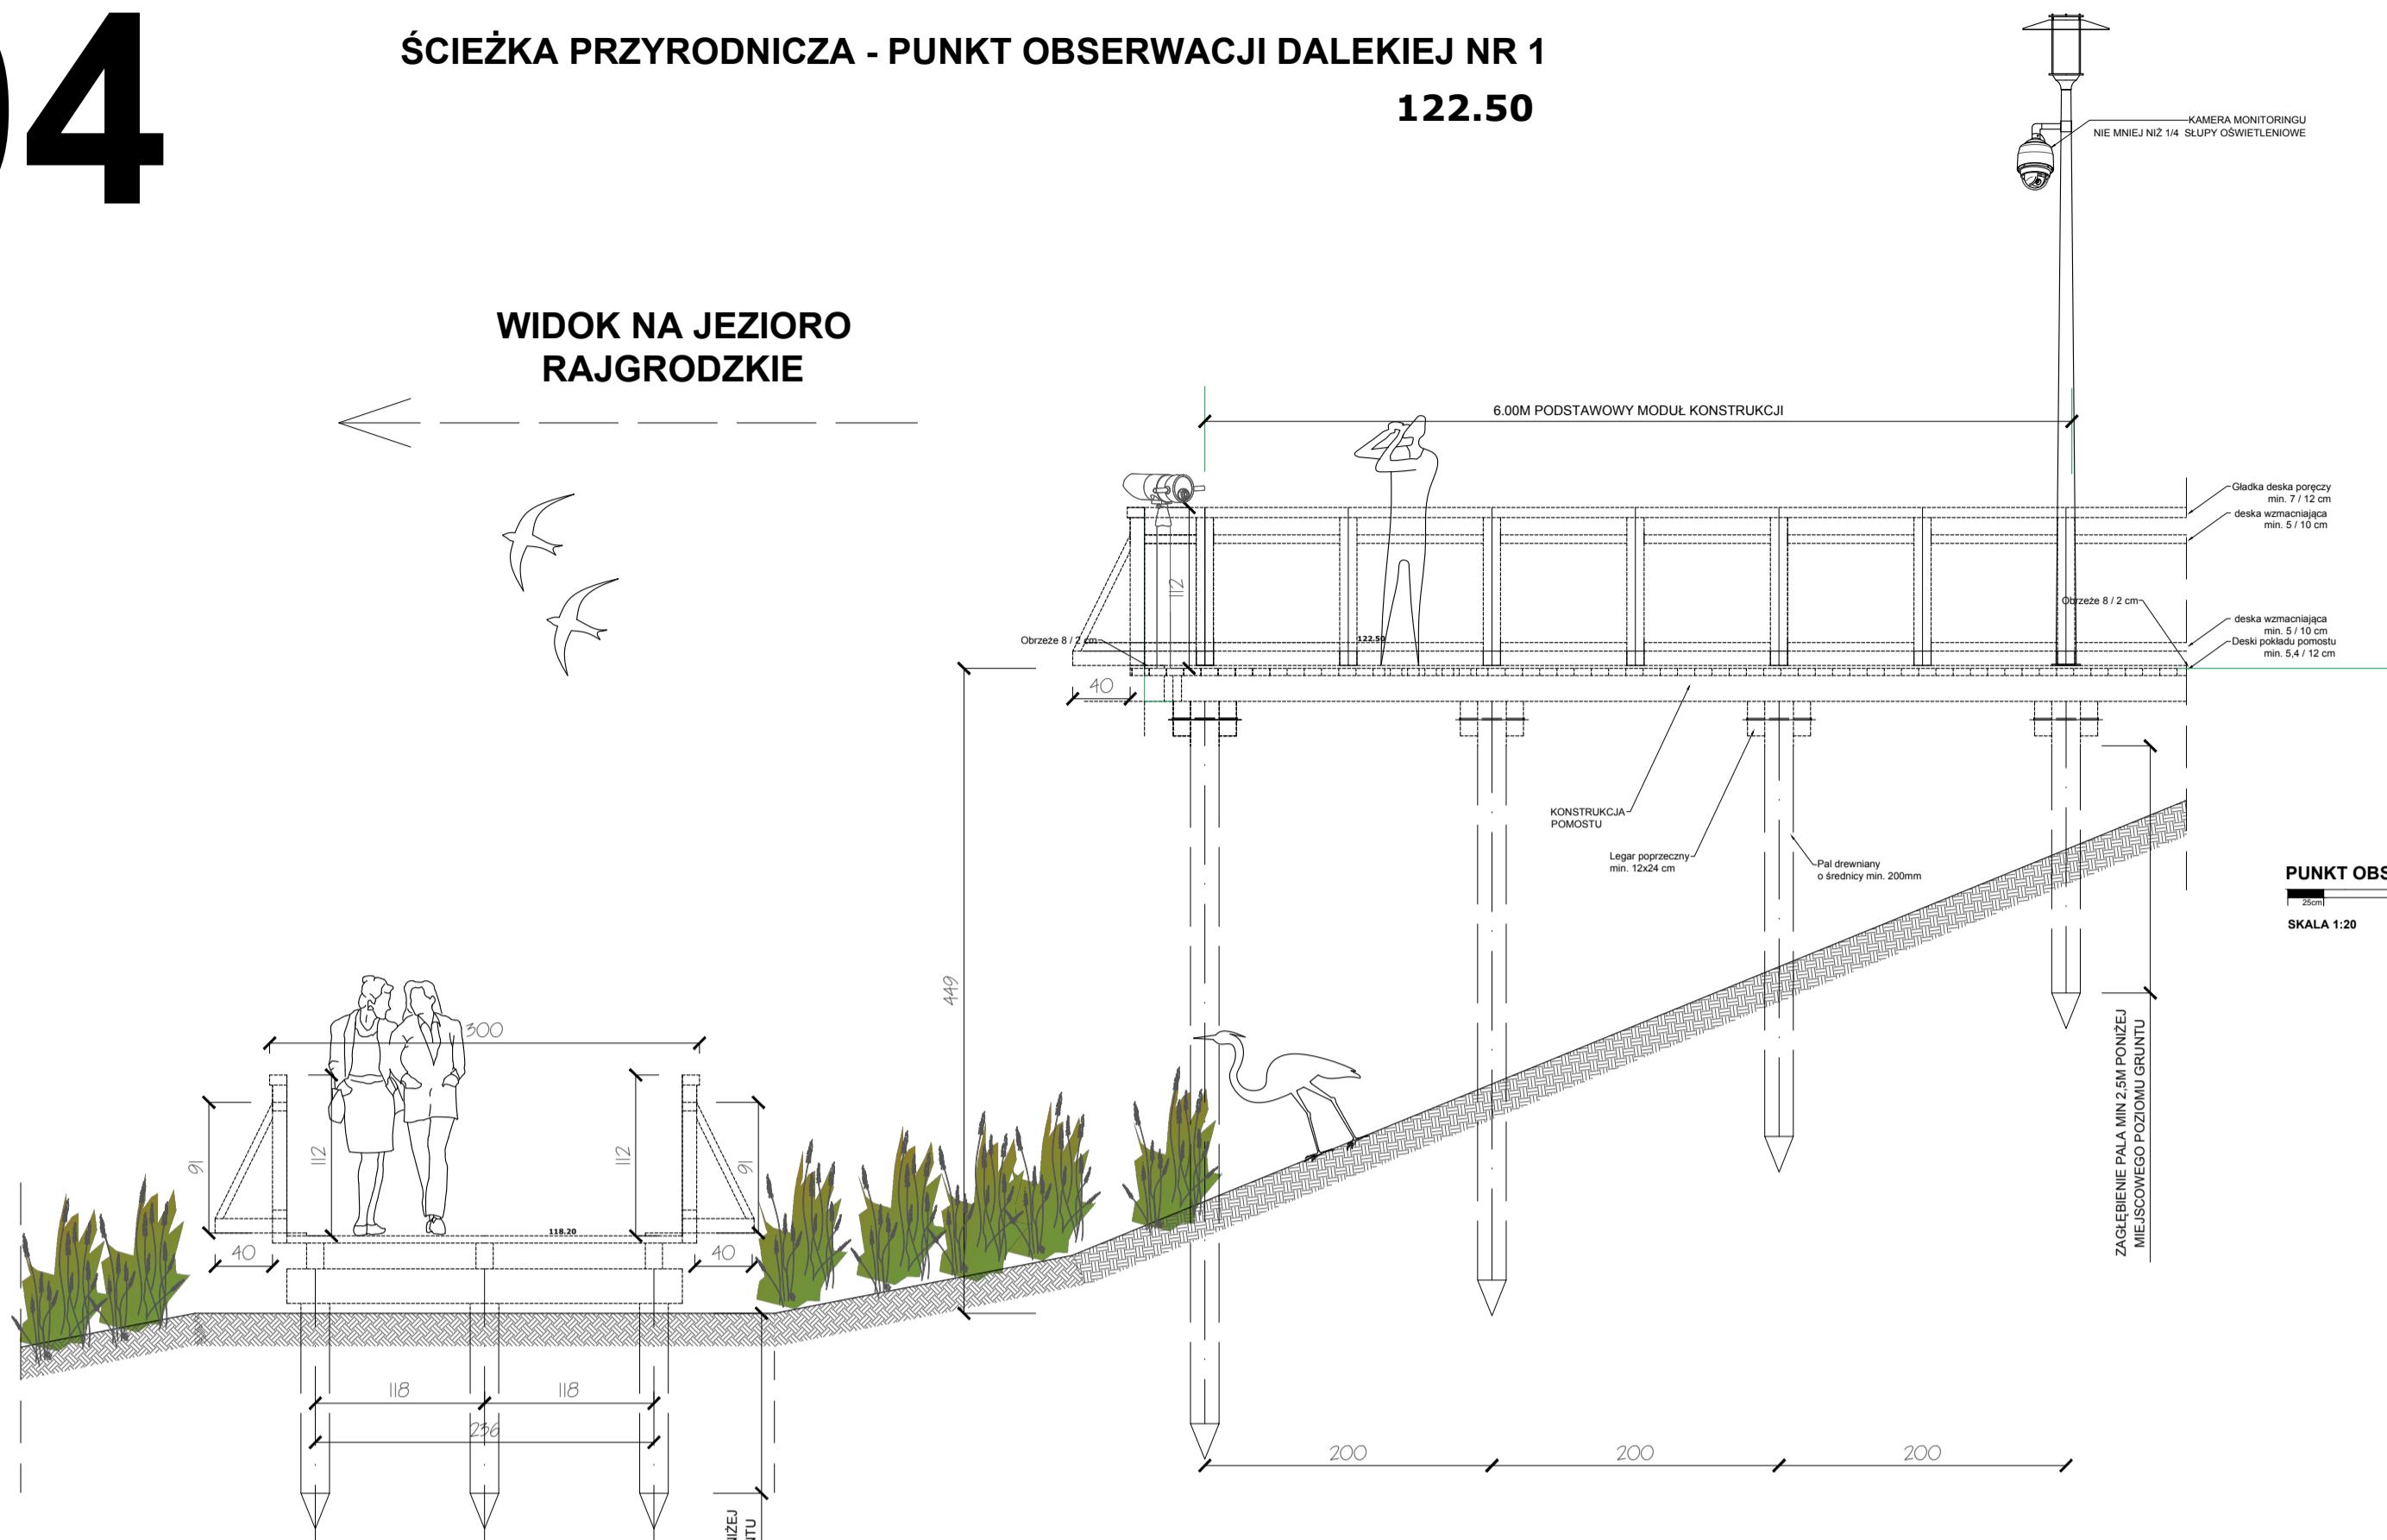 04
ŚCIEŻKA PRZYRODNICZA - PUNKT OBSERWACJI DALEKIEJ NR 1
122.50
KAMERA MONITORINGU
NIE MNIEJ NIŻ 1/4 SŁUPY OŚWIETLENIOWE
WIDOK NA JEZIORO
RAJGRODZKIE
6.00M PODSTAWOWY MODUŁ KONSTRUKCJI
Gładka deska poręczy
min. 7 / 12 cm
deska wzmacniająca
min. 5 / 10 cm
112
Obrzeże 8 / 2 cm
Obrzeże 8 / 2 cm
122.50
deska wzmacniająca
min. 5 / 10 cm
Deski pokładu pomostu
min. 5,4 / 12 cm
40
KONSTRUKCJA
POMOSTU
Legar poprzeczny
min. 12x24 cm
Pal drewniany
o średnicy min. 200mm
PUNKT OBS
25cm
SKALA 1:20
449
300
91
112
112
91
118.20
40
40
ZAGŁĘBIENIE PALA MIN 2,5M PONIŻEJ
MIEJSCOWEGO POZIOMU GRUNTU
118
118
236
200
200
200
NIŻEJ
NTU